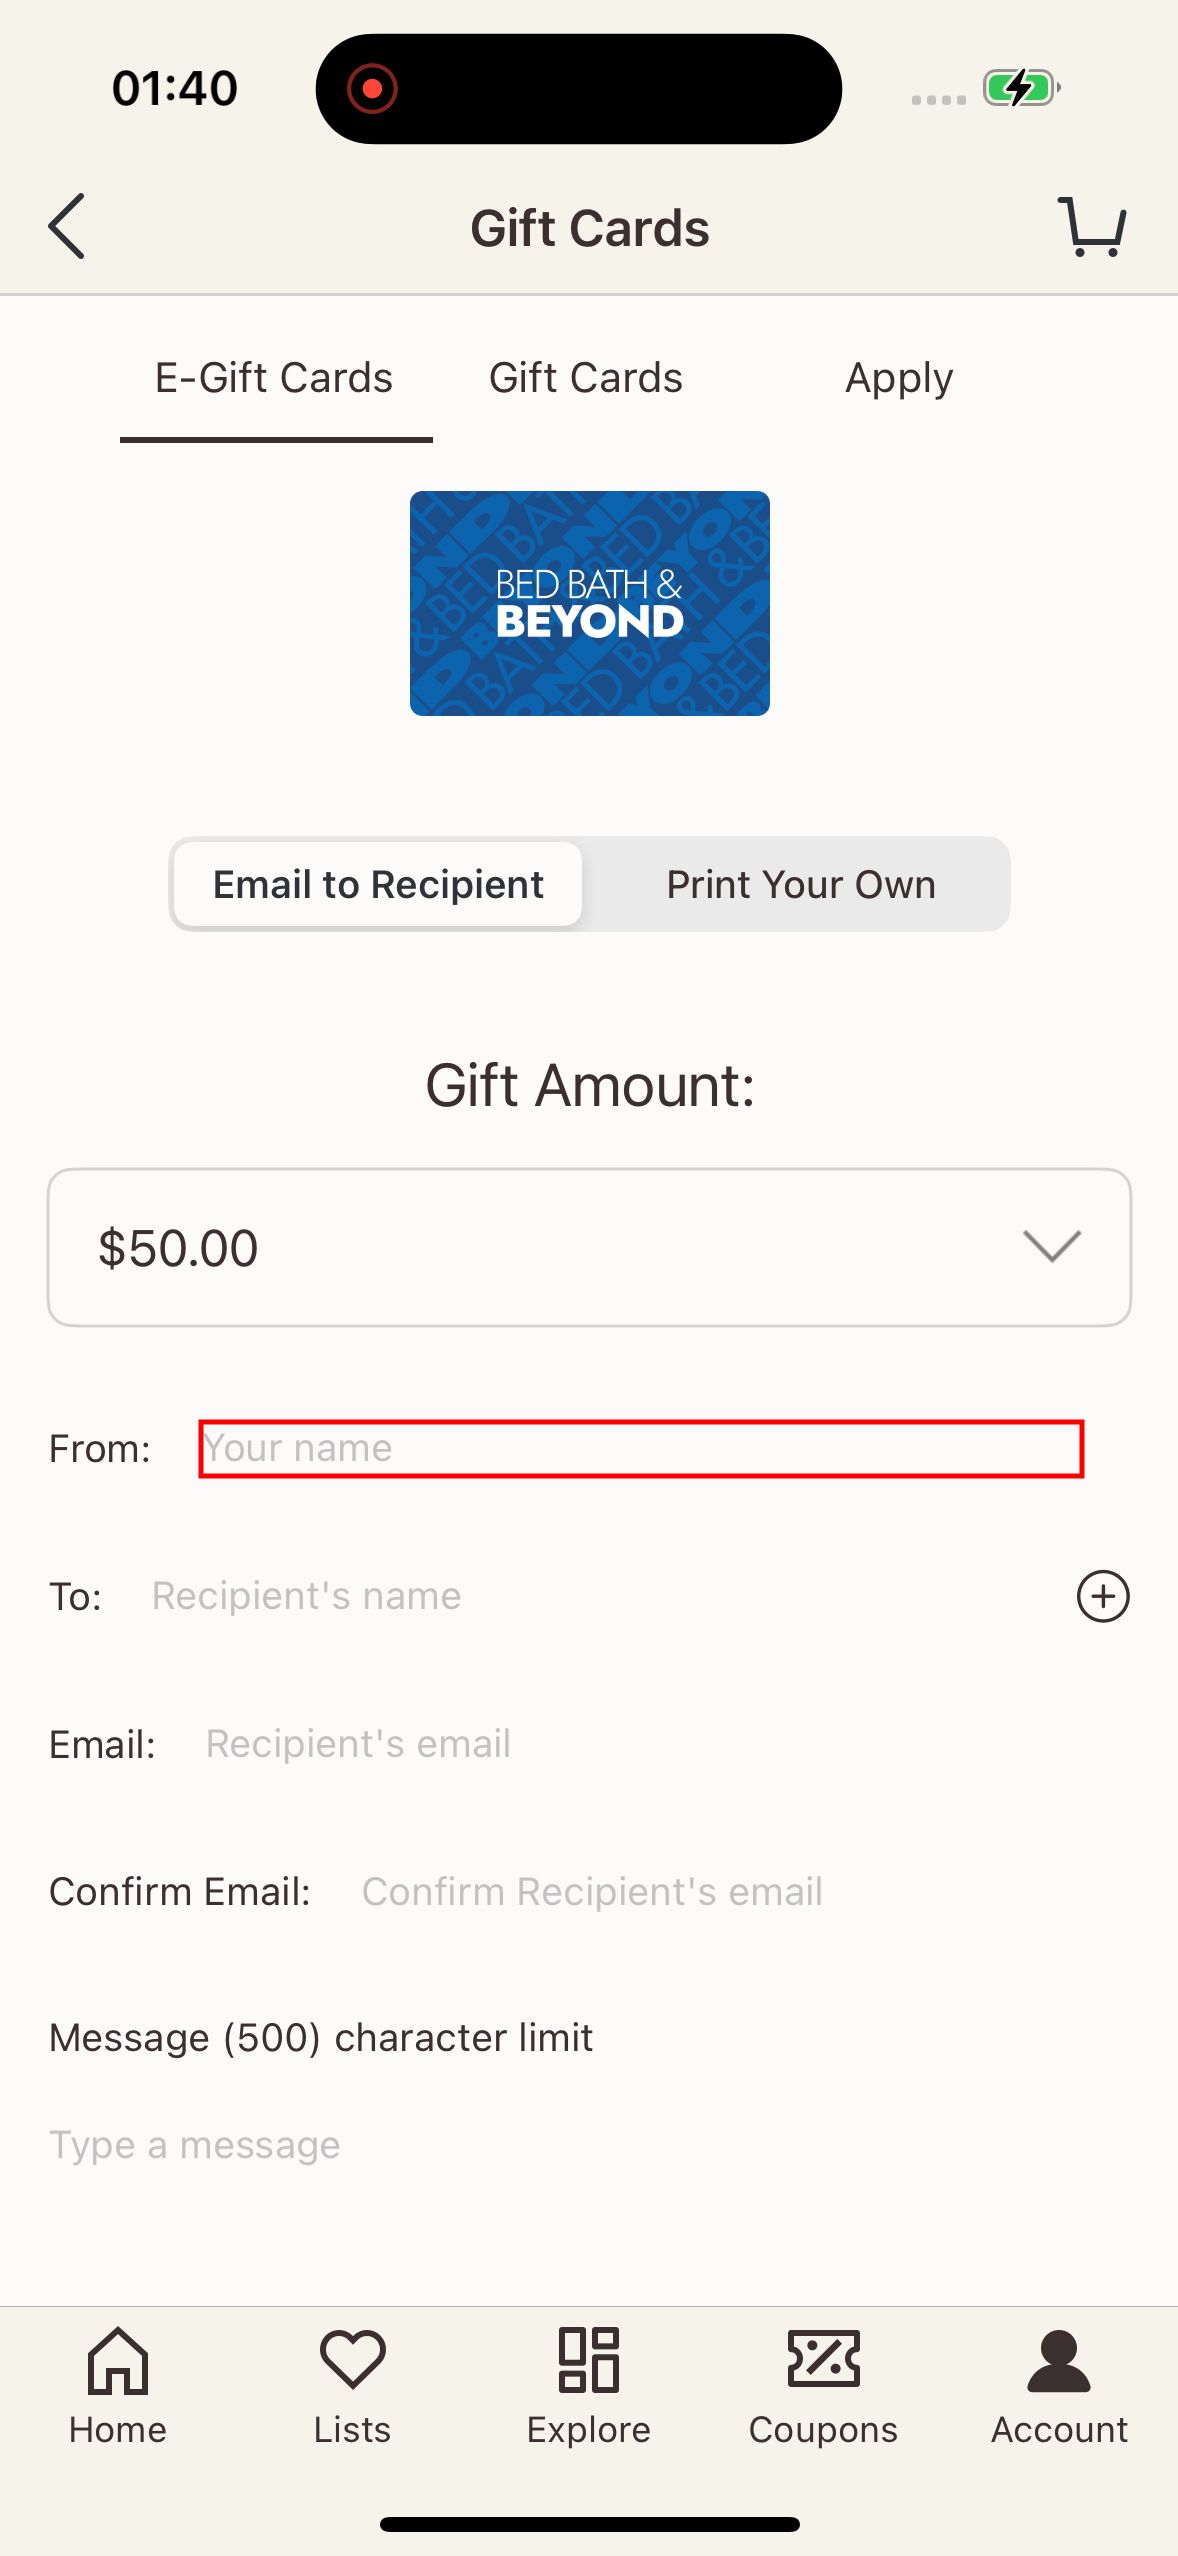 01:40
Gift Cards
E-Gift Cards Gift Cards Apply
BED BATH &
BEYOND
Email to Recipient Print Your Own
Gift Amount:
$50.00
From: Your name
To: Recipient's name
Email: Recipient's email
Confirm Email: Confirm Recipient's email
Message (500) character limit
Type a message
Home Lists Explore Coupons Account